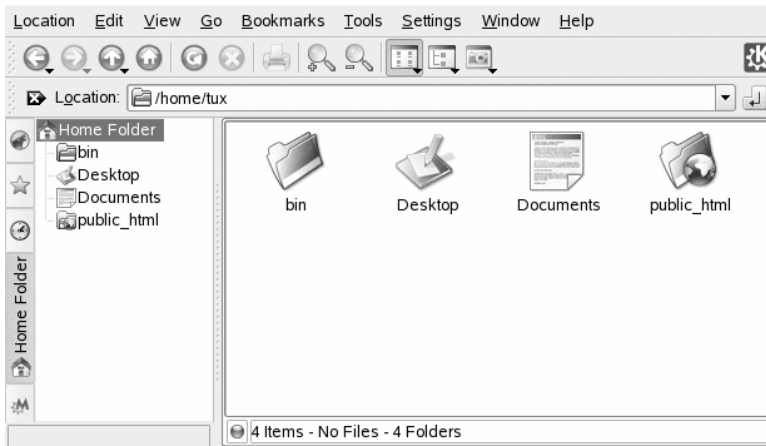 Location Edit View Go Bookmarks Tools Settings Window Help
Location: /home/tux
Home Folder
bin
Desktop
Documents
public_html
Home Folder
bin Desktop Documents public_html
4 Items - No Files - 4 Folders